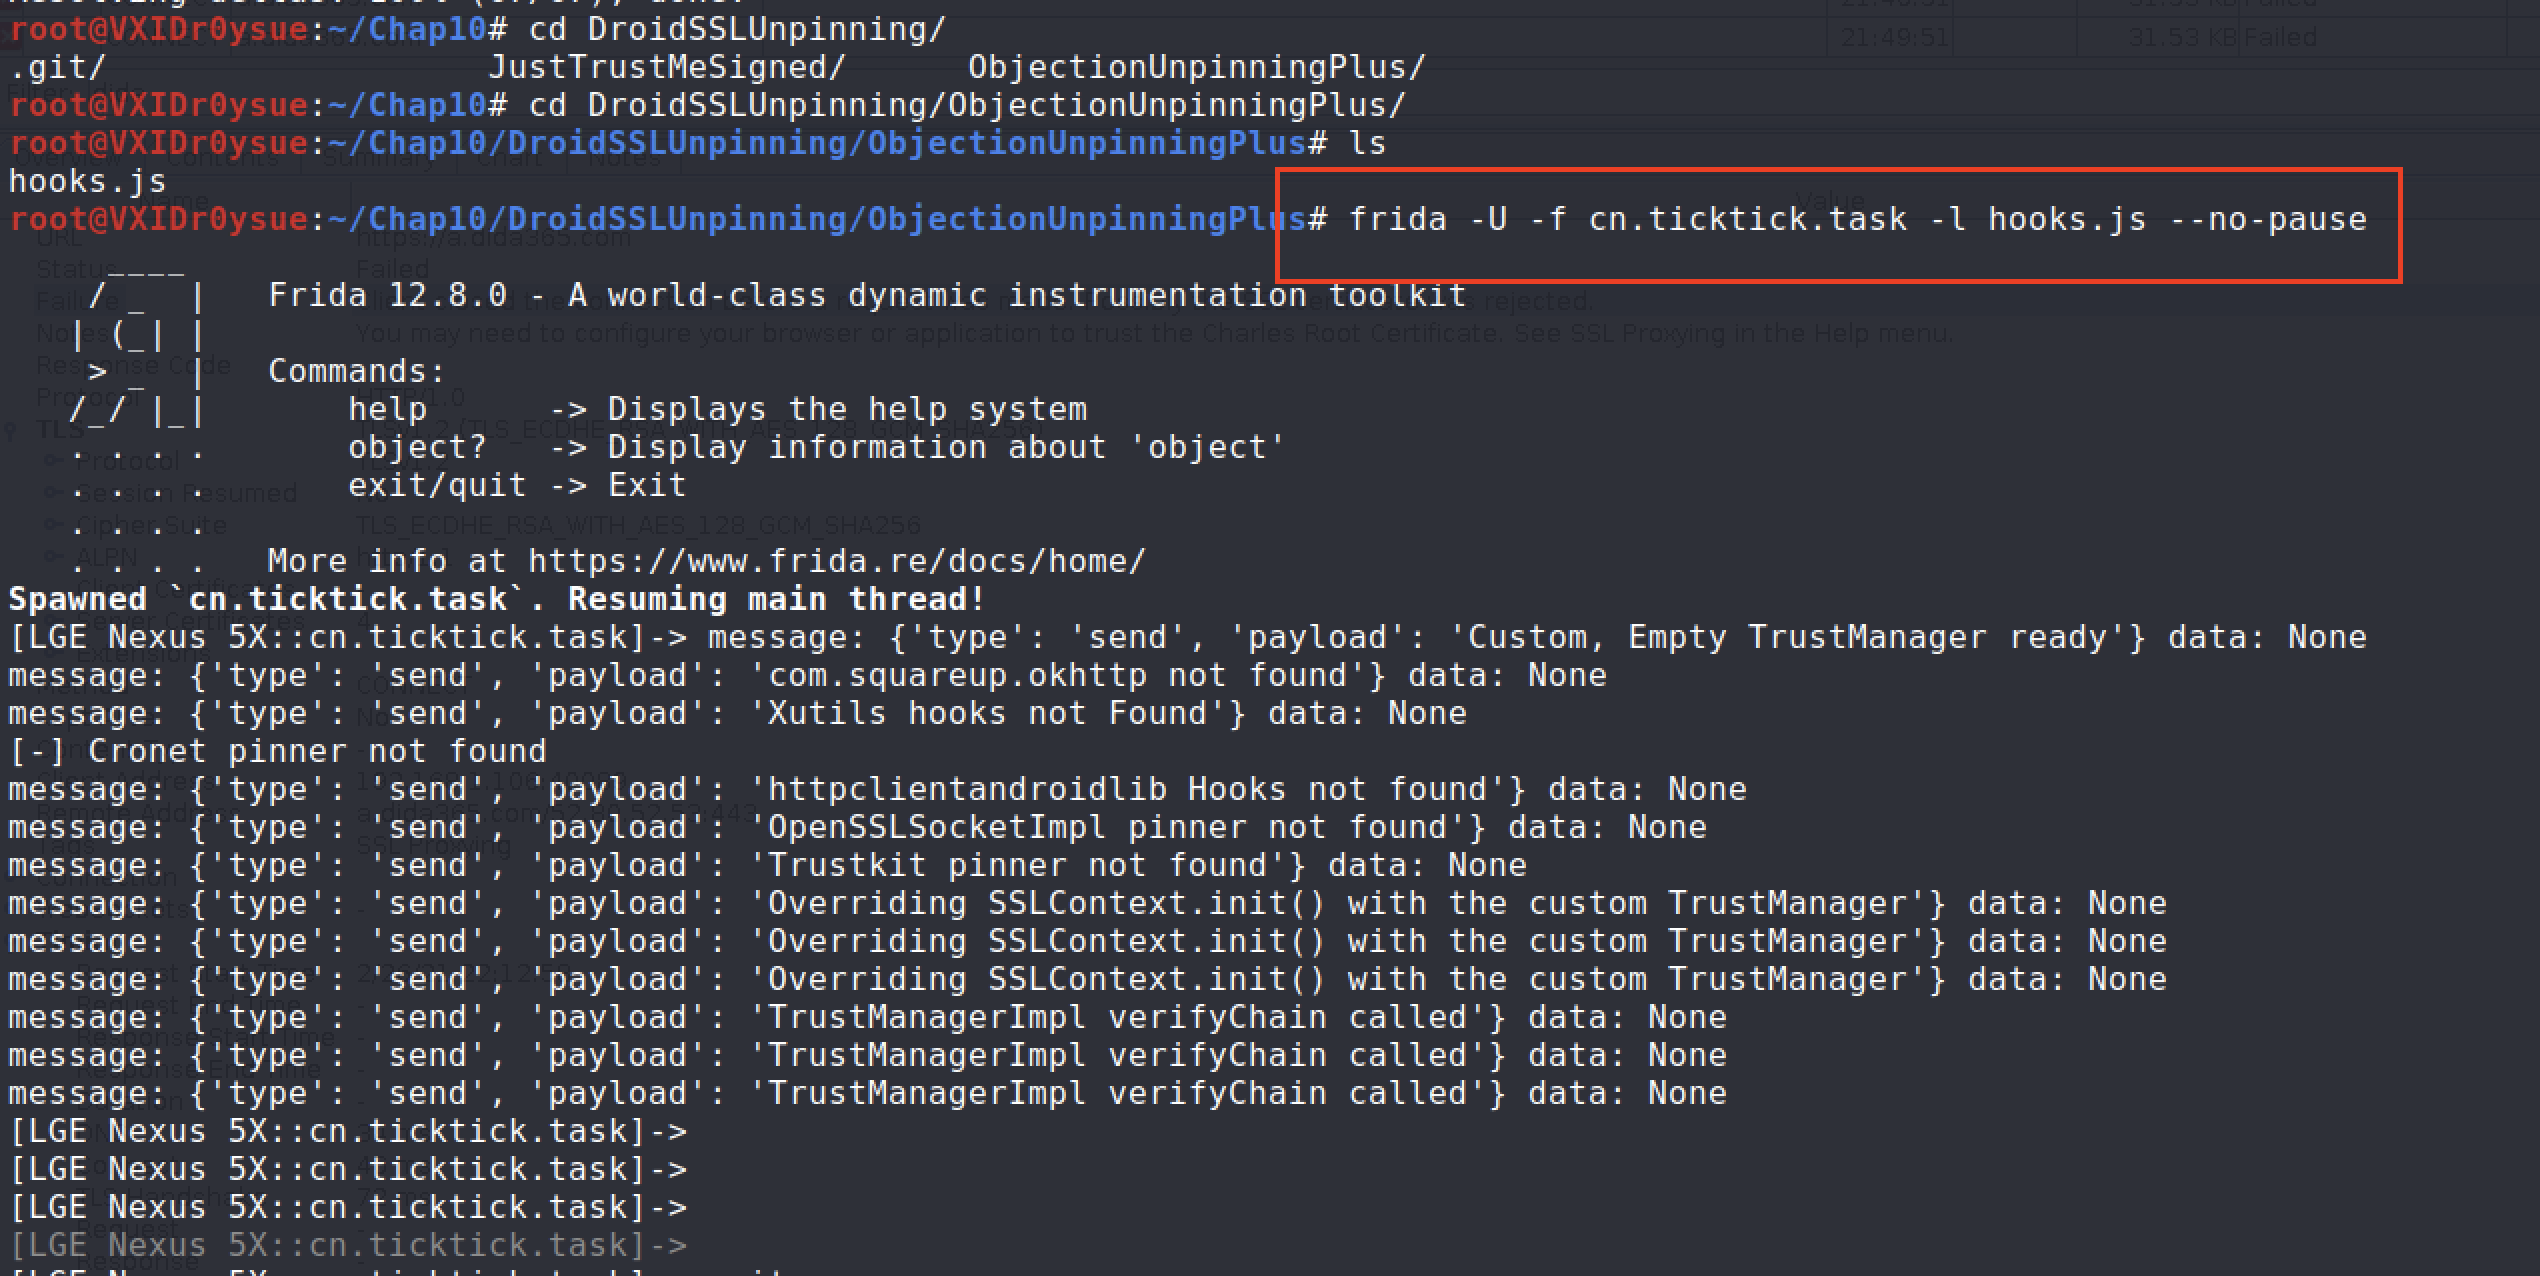 root@VXIDr0ysue:~/Chap10# cd DroidSSLUnpinning/
.git/ JustTrustMeSigned/ ObjectionUnpinningPlus/
root@VXIDr0ysue:~/Chap10# cd DroidSSLUnpinning/ObjectionUnpinningPlus/
root@VXIDr0ysue:~/Chap10/DroidSSLUnpinning/ObjectionUnpinningPlus# ls
hooks.js
root@VXIDr0ysue:~/Chap10/DroidSSLUnpinning/ObjectionUnpinningPlus# frida -U -f cn.ticktick.task -l hooks.js --no-pause
     ____
    / _  |   Frida 12.8.0 - A world-class dynamic instrumentation toolkit
   | (_| |
    > _  |   Commands:
   /_/ |_|       help      -> Displays the help system
   . . . .       object?   -> Display information about 'object'
   . . . .       exit/quit -> Exit
   . . . .
   . . . .   More info at https://www.frida.re/docs/home/
Spawned `cn.ticktick.task`. Resuming main thread!
[LGE Nexus 5X::cn.ticktick.task]-> message: {'type': 'send', 'payload': 'Custom, Empty TrustManager ready'} data: None
message: {'type': 'send', 'payload': 'com.squareup.okhttp not found'} data: None
message: {'type': 'send', 'payload': 'Xutils hooks not Found'} data: None
[-] Cronet pinner not found
message: {'type': 'send', 'payload': 'httpclientandroidlib Hooks not found'} data: None
message: {'type': 'send', 'payload': 'OpenSSLSocketImpl pinner not found'} data: None
message: {'type': 'send', 'payload': 'Trustkit pinner not found'} data: None
message: {'type': 'send', 'payload': 'Overriding SSLContext.init() with the custom TrustManager'} data: None
message: {'type': 'send', 'payload': 'Overriding SSLContext.init() with the custom TrustManager'} data: None
message: {'type': 'send', 'payload': 'Overriding SSLContext.init() with the custom TrustManager'} data: None
message: {'type': 'send', 'payload': 'TrustManagerImpl verifyChain called'} data: None
message: {'type': 'send', 'payload': 'TrustManagerImpl verifyChain called'} data: None
message: {'type': 'send', 'payload': 'TrustManagerImpl verifyChain called'} data: None
[LGE Nexus 5X::cn.ticktick.task]->
[LGE Nexus 5X::cn.ticktick.task]->
[LGE Nexus 5X::cn.ticktick.task]->
[LGE Nexus 5X::cn.ticktick.task]->